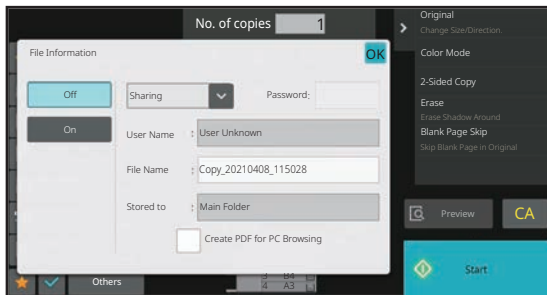 No. of copies 1
Original
Change Size/Direction.
File Information
OK
Color Mode
Off
Sharing
Password:
2-Sided Copy
On
User Name : User Unknown
Erase
Erase Shadow Around
Blank Page Skip
Skip Blank Page in Original
File Name : Copy_20210408_115028
Stored to : Main Folder
Preview
CA
Create PDF for PC Browsing
Start
Others
3 B4
4 A3